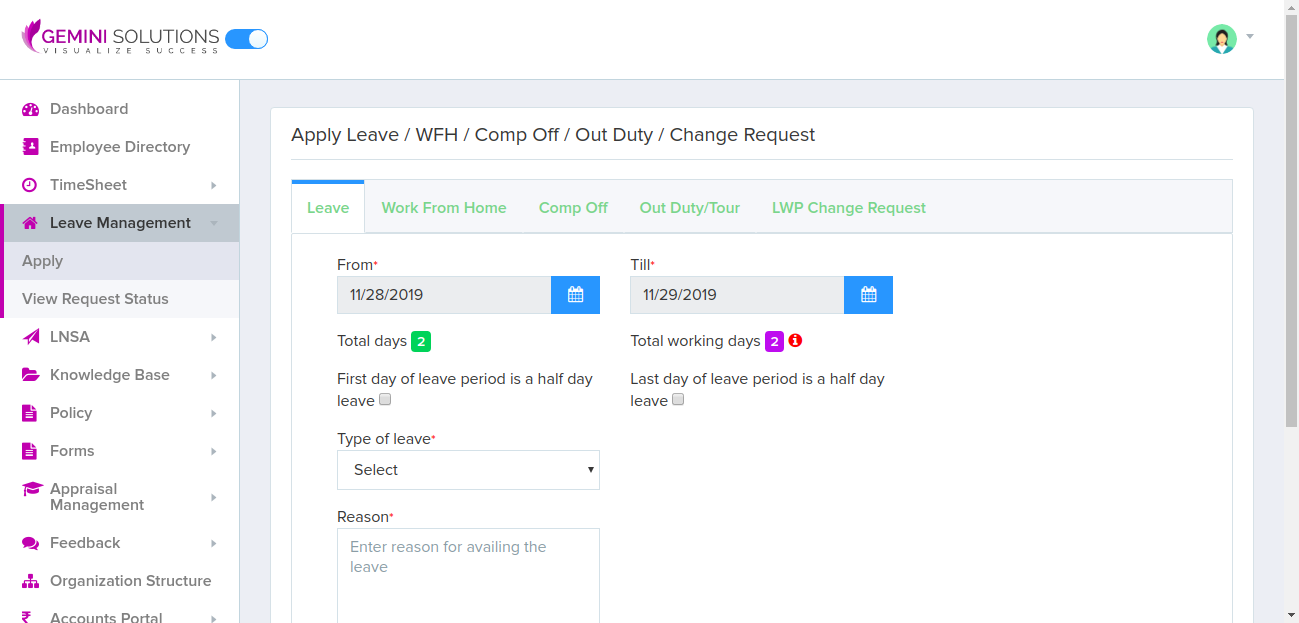 GEMINI SOLUTIONS
VISUALIZE SUCCESS
Dashboard
Employee Directory
TimeSheet
Leave Management
Apply
View Request Status
LNSA
Knowledge Base
Policy
Forms
Appraisal
Management
Feedback
Organization Structure
Accounts Portal
Apply Leave / WFH / Comp Off / Out Duty / Change Request
Leave Work From Home Comp Off Out Duty/Tour LWP Change Request
From* Till*
11/28/2019 11/29/2019
Total days 2 Total working days 2
First day of leave period is a half day
leave
Last day of leave period is a half day
leave
Type of leave*
Select
Reason*
Enter reason for availing the
leave